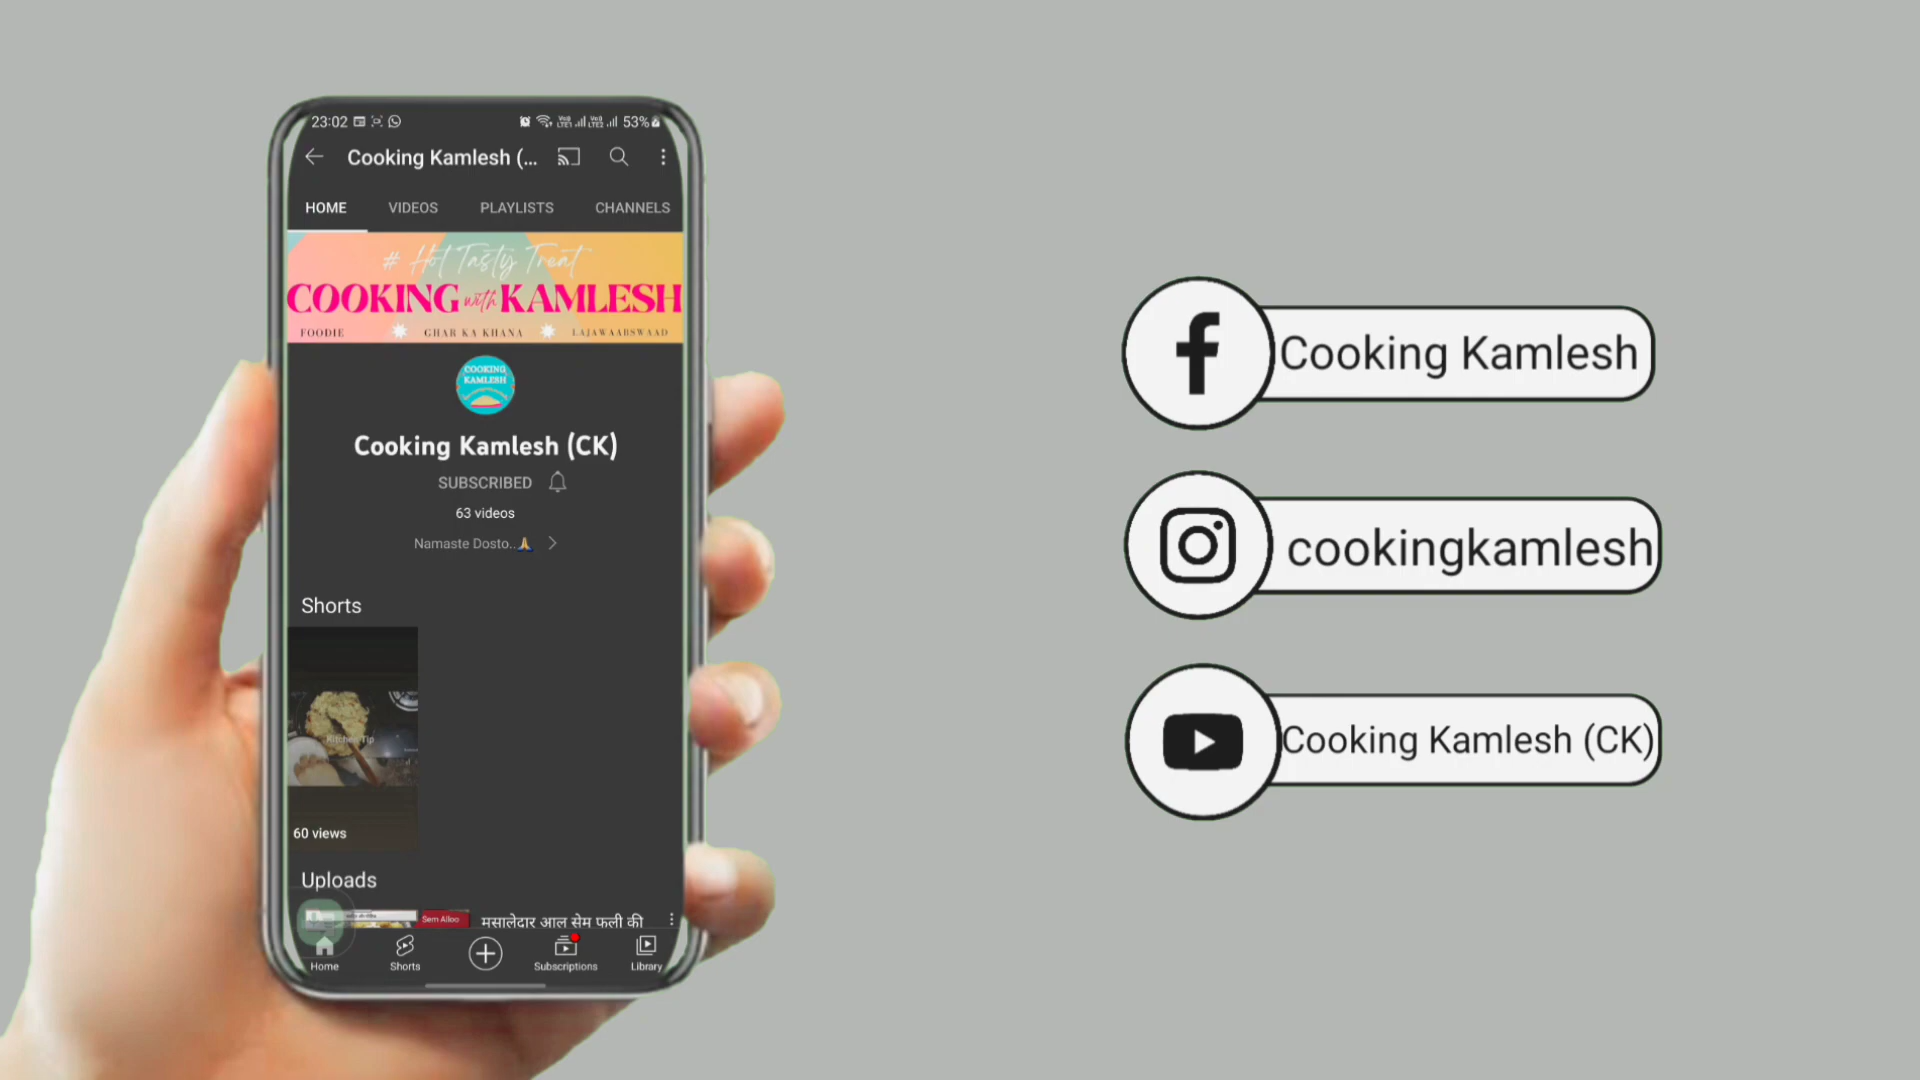 23:02
53%
Cooking Kamlesh (...
HOME VIDEOS PLAYLISTS CHANNELS
# Hot Tasty Treat
COOKING with KAMLESH
FOODIE GHAR KA KHANA LAJAWAABSWAAD
COOKING
KAMLESH
Cooking Kamlesh (CK)
SUBSCRIBED
63 videos
Namaste Dosto..🙏
Shorts
Kitchen Tip
60 views
Uploads
Sem Alloo
मसालेदार आल सेम फली की
Home Shorts Subscriptions Library
Cooking Kamlesh
cookingkamlesh
Cooking Kamlesh (CK)